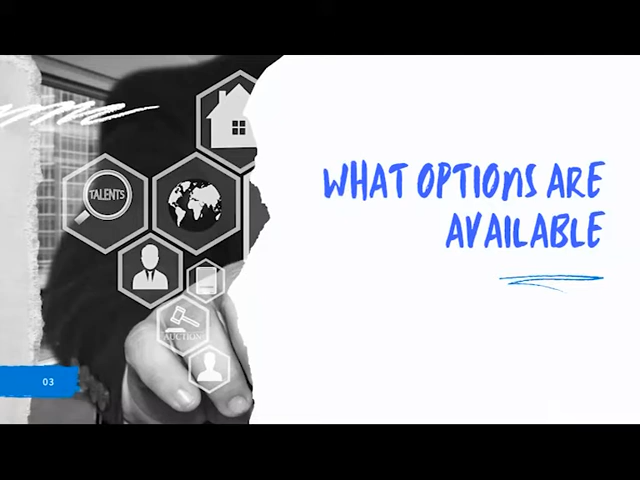 TALENTS
AUCTION
WHAT OPTIONS ARE
AVAILABLE
03